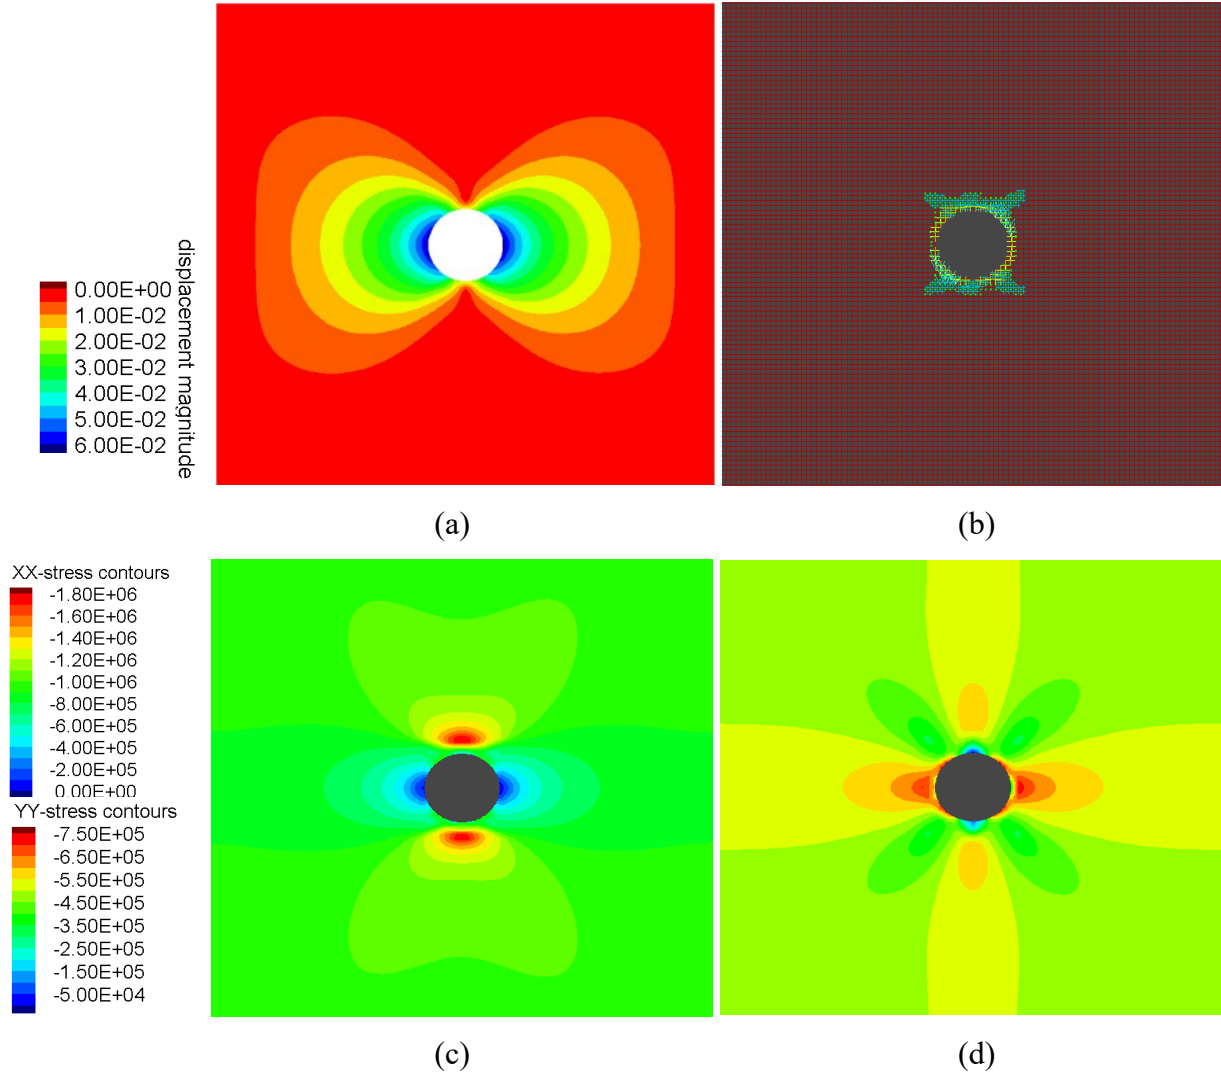 displacement magnitude
0.00E+00
1.00E-02
2.00E-02
3.00E-02
4.00E-02
5.00E-02
6.00E-02
(a)
(b)
XX-stress contours
-1.80E+06
-1.60E+06
-1.40E+06
-1.20E+06
-1.00E+06
-8.00E+05
-6.00E+05
-4.00E+05
-2.00E+05
0.00E+00
YY-stress contours
-7.50E+05
-6.50E+05
-5.50E+05
-4.50E+05
-3.50E+05
-2.50E+05
-1.50E+05
-5.00E+04
(c)
(d)